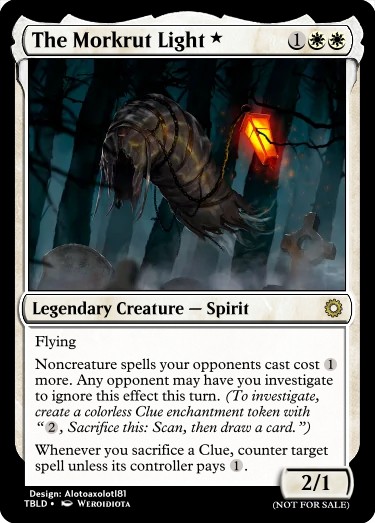 The Morkrut Light ★ 1
Legendary Creature — Spirit
Flying
Noncreature spells your opponents cast cost 1
more. Any opponent may have you investigate
to ignore this effect this turn. (To investigate,
create a colorless Clue enchantment token with
“2, Sacrifice this: Scan, then draw a card.”)
Whenever you sacrifice a Clue, counter target
spell unless its controller pays 1.
2/1
Design: Alotoaxolotl81
TBLD • Weroidiota
(NOT FOR SALE)